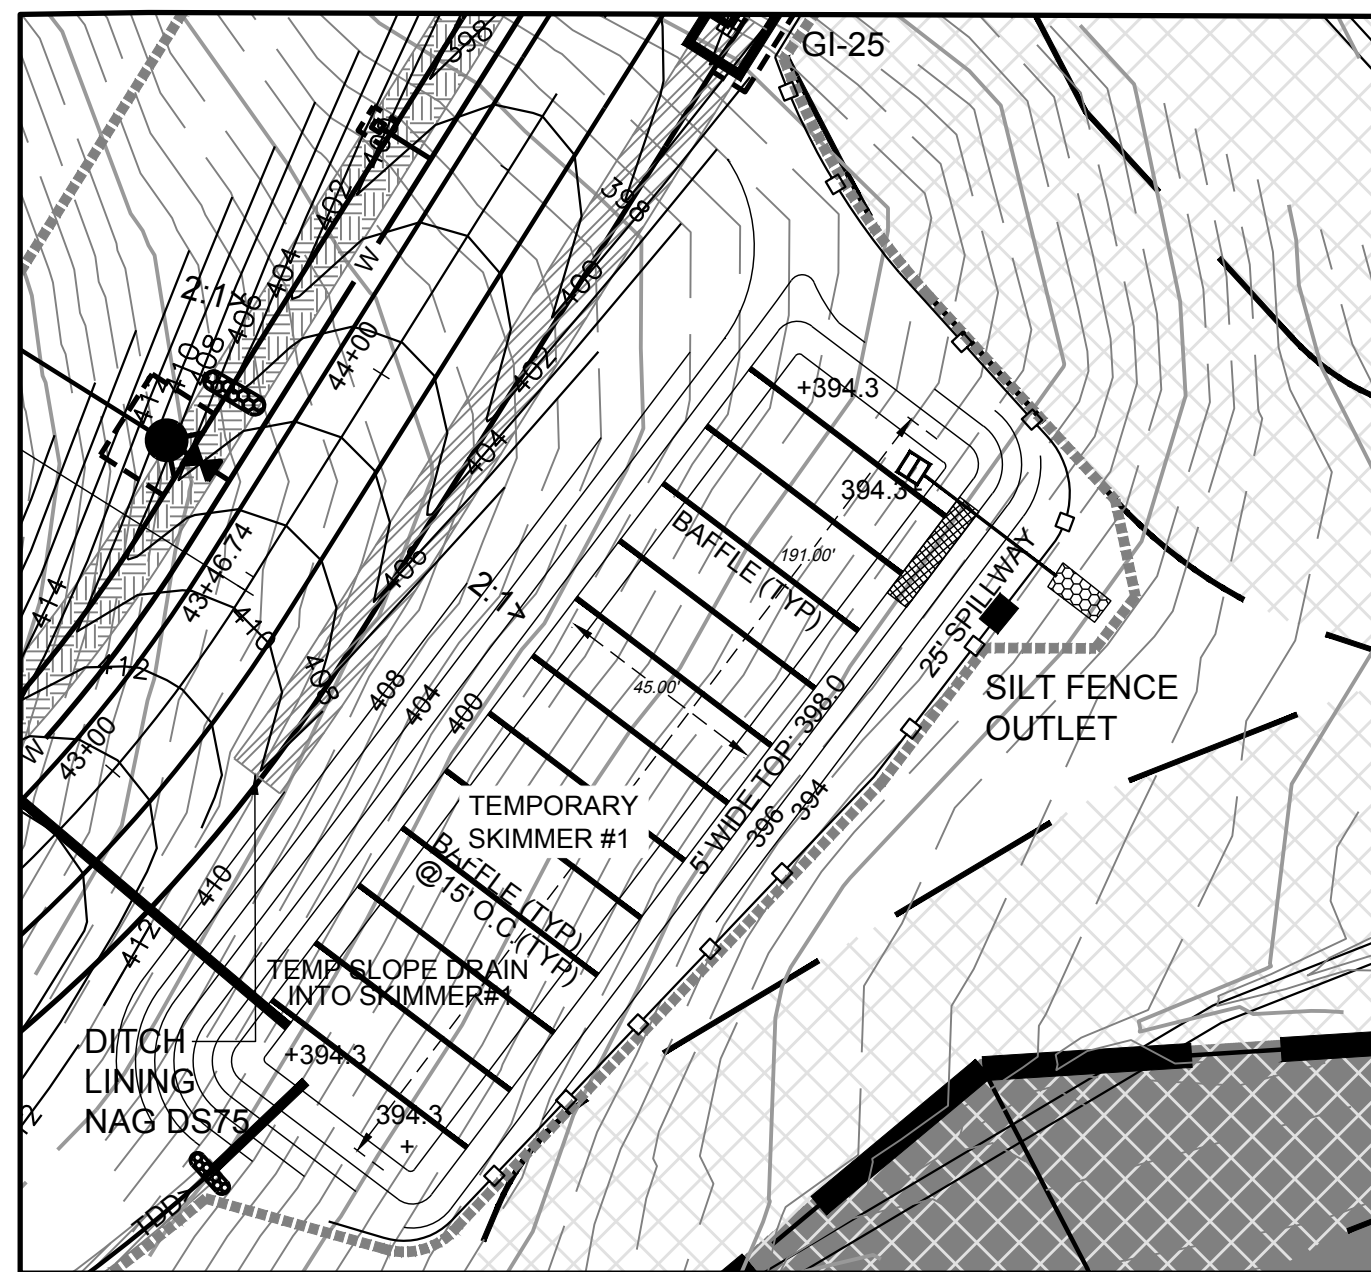 398
GI-25
402
402
398
W
404
400
2:1>
406
44+00
408
410
412
402
+394.3
404
394.3+
BAFFLE (TYP)
191.00'
43+46.74
406
2:1>
414
410
25' SPILLWAY
412
408
408
404
400
45.00'
SILT FENCE
OUTLET
W
43+00
5' WIDE TOP: 398.0
396
394
TEMPORARY
SKIMMER #1
BAFFLE (TYP)
@15' O.C.(TYP)
410
412
TEMP SLOPE DRAIN
INTO SKIMMER#1
DITCH
LINING
NAG DS75
+394.3
394.3
+
TDD>